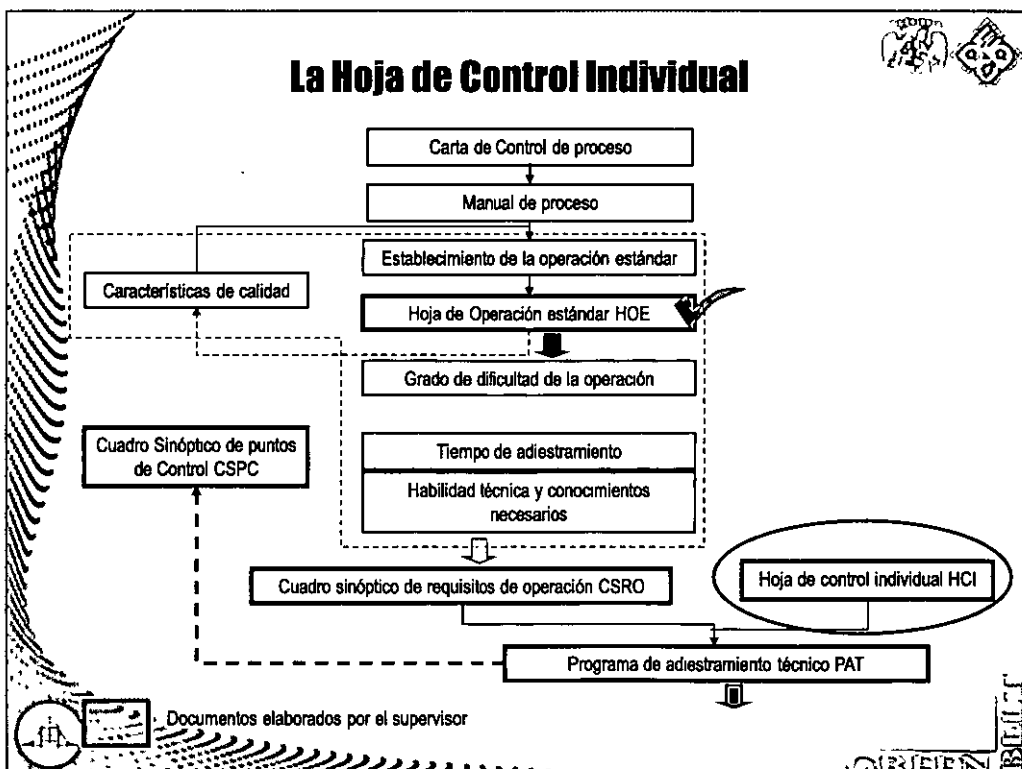 La Hoja de Control Individual
Carta de Control de proceso
Manual de proceso
Establecimiento de la operación estándar
Características de calidad
Hoja de Operación estándar HOE
Grado de dificultad de la operación
Cuadro Sinóptico de puntos
de Control CSPC
Tiempo de adiestramiento
Habilidad técnica y conocimientos
necesarios
Cuadro sinóptico de requisitos de operación CSRO
Hoja de control individual HCI
Programa de adiestramiento técnico PAT
Documentos elaborados por el supervisor